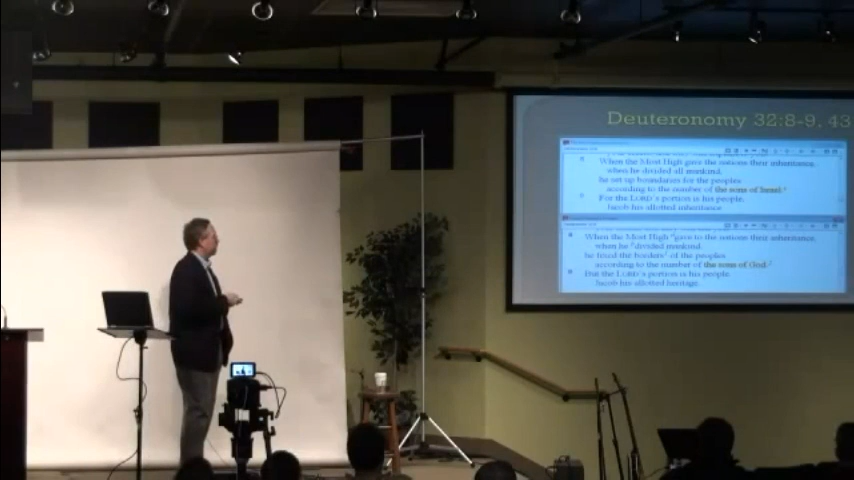 Deuteronomy 32:8-9, 43
When the Most High gave the nations their inheritance,
when he divided all mankind,
he set up boundaries for the peoples
according to the number of the sons of Israel.
For the LORD's portion is his people,
Jacob his allotted inheritance
When the Most High gave to the nations their inheritance,
when he divided mankind,
he fixed the borders of the peoples
according to the number of the sons of God.
But the LORD's portion is his people,
Jacob his allotted heritage.